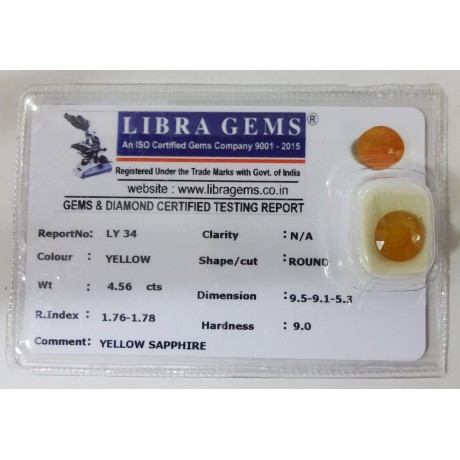 LIBRA GEMS ®
An ISO Certified Gems Company 9001 - 2015
Registered Under the Trade Marks with Govt. of India
website : www.libragems.co.in
GEMS & DIAMOND CERTIFIED TESTING REPORT
ReportNo: LY 34 Clarity : N/A
Colour : YELLOW Shape/cut : ROUND
Wt : 4.56 cts Dimension : 9.5-9.1-5.3
R.Index : 1.76-1.78 Hardness : 9.0
Comment: YELLOW SAPPHIRE